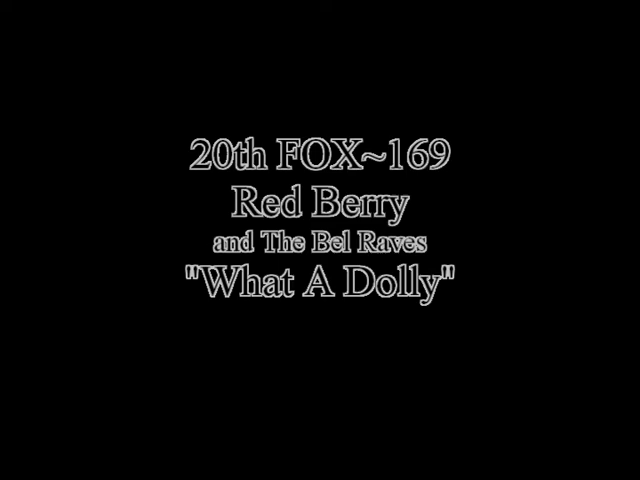 20th FOX~169
Red Berry
and The Bel Raves
"What A Dolly"